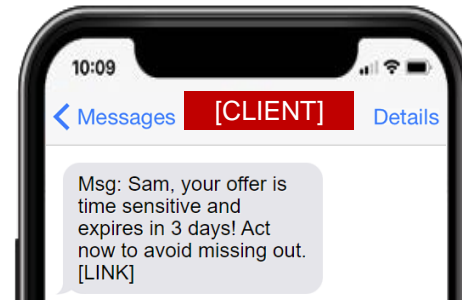 10:09
Messages
[CLIENT]
Details
Msg: Sam, your offer is
time sensitive and
expires in 3 days! Act
now to avoid missing out.
[LINK]